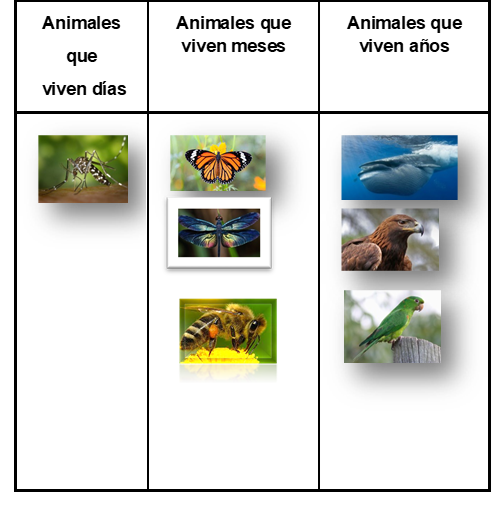 Animales
que
viven días
Animales que
viven meses
Animales que
viven años